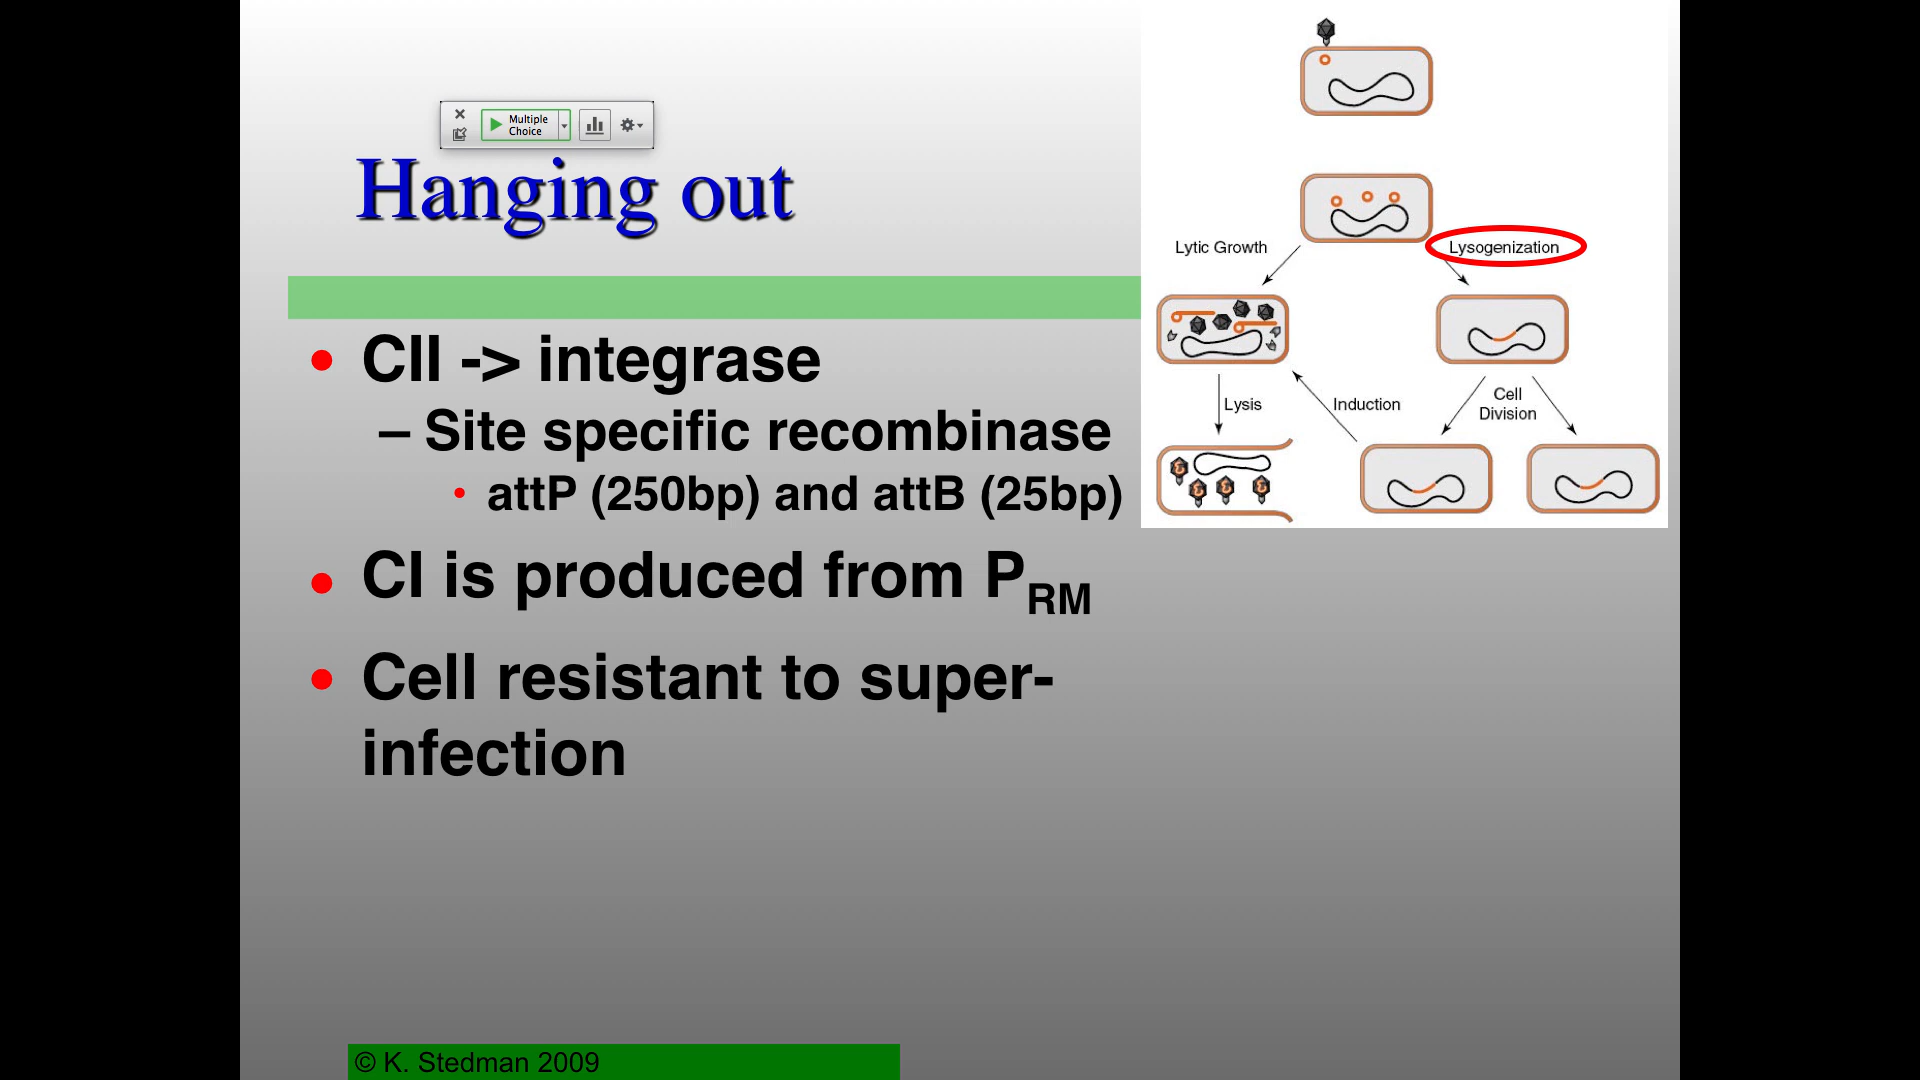 Multiple
Choice
Hanging out
• CII -> integrase
– Site specific recombinase
• attP (250bp) and attB (25bp)
• CI is produced from PRM
• Cell resistant to super-
infection
Lytic Growth
Lysogenization
Lysis
Induction
Cell
Division
© K. Stedman 2009